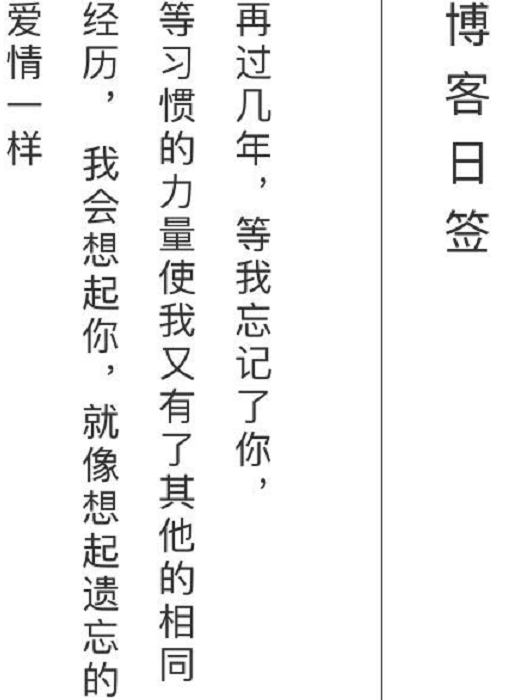 博客日签
再过几年，等我忘记了你，
等习惯的力量使我又有了其他的相同
经历，我会想起你，就像想起遗忘的
爱情一样